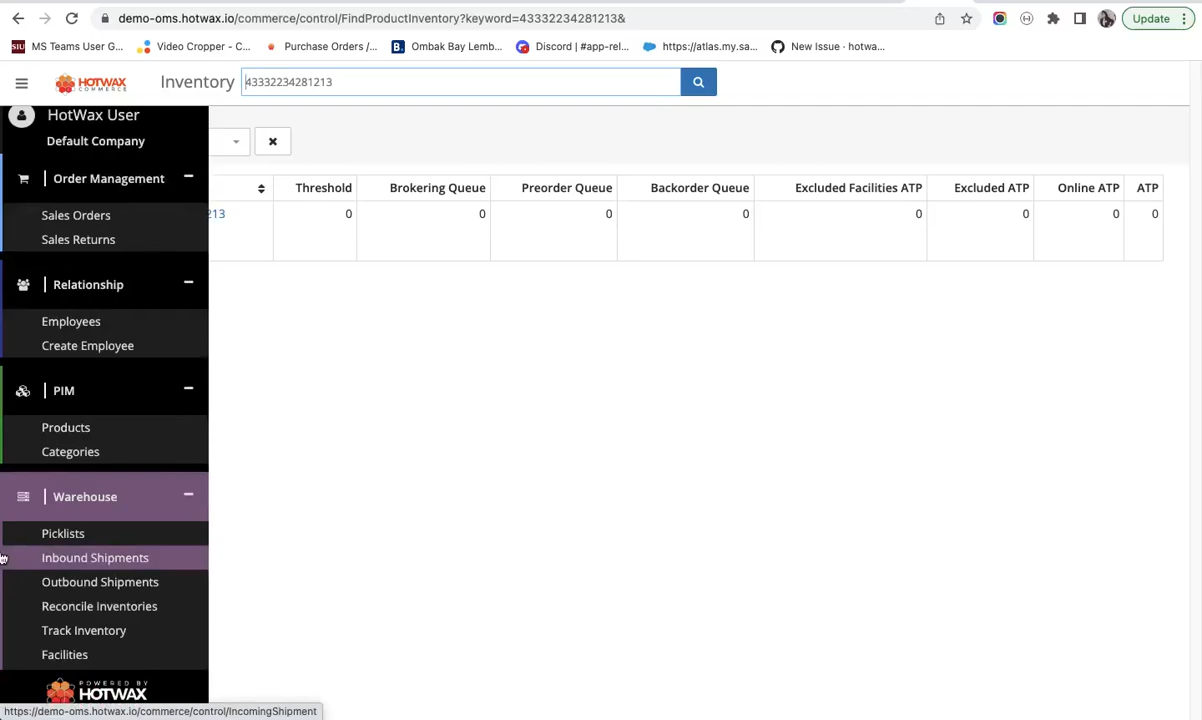 demo-oms.hotwax.io/commerce/control/FindProductInventory?keyword=43332234281213&
Update
MS Teams User G...
Video Cropper - C...
Purchase Orders /...
Ombak Bay Lemb...
Discord | #app-rel...
https://atlas.my.sa...
New Issue · hotwa...
HOTWAX
COMMERCE
Inventory
43332234281213
HotWax User
Default Company
Order Management
Sales Orders
Sales Returns
Relationship
Employees
Create Employee
PIM
Products
Categories
Warehouse
Picklists
Inbound Shipments
Outbound Shipments
Reconcile Inventories
Track Inventory
Facilities
POWERED BY
HOTWAX
Threshold Brokering Queue Preorder Queue Backorder Queue Excluded Facilities ATP Excluded ATP Online ATP ATP
213 0 0 0 0 0 0 0 0
https://demo-oms.hotwax.io/commerce/control/IncomingShipment